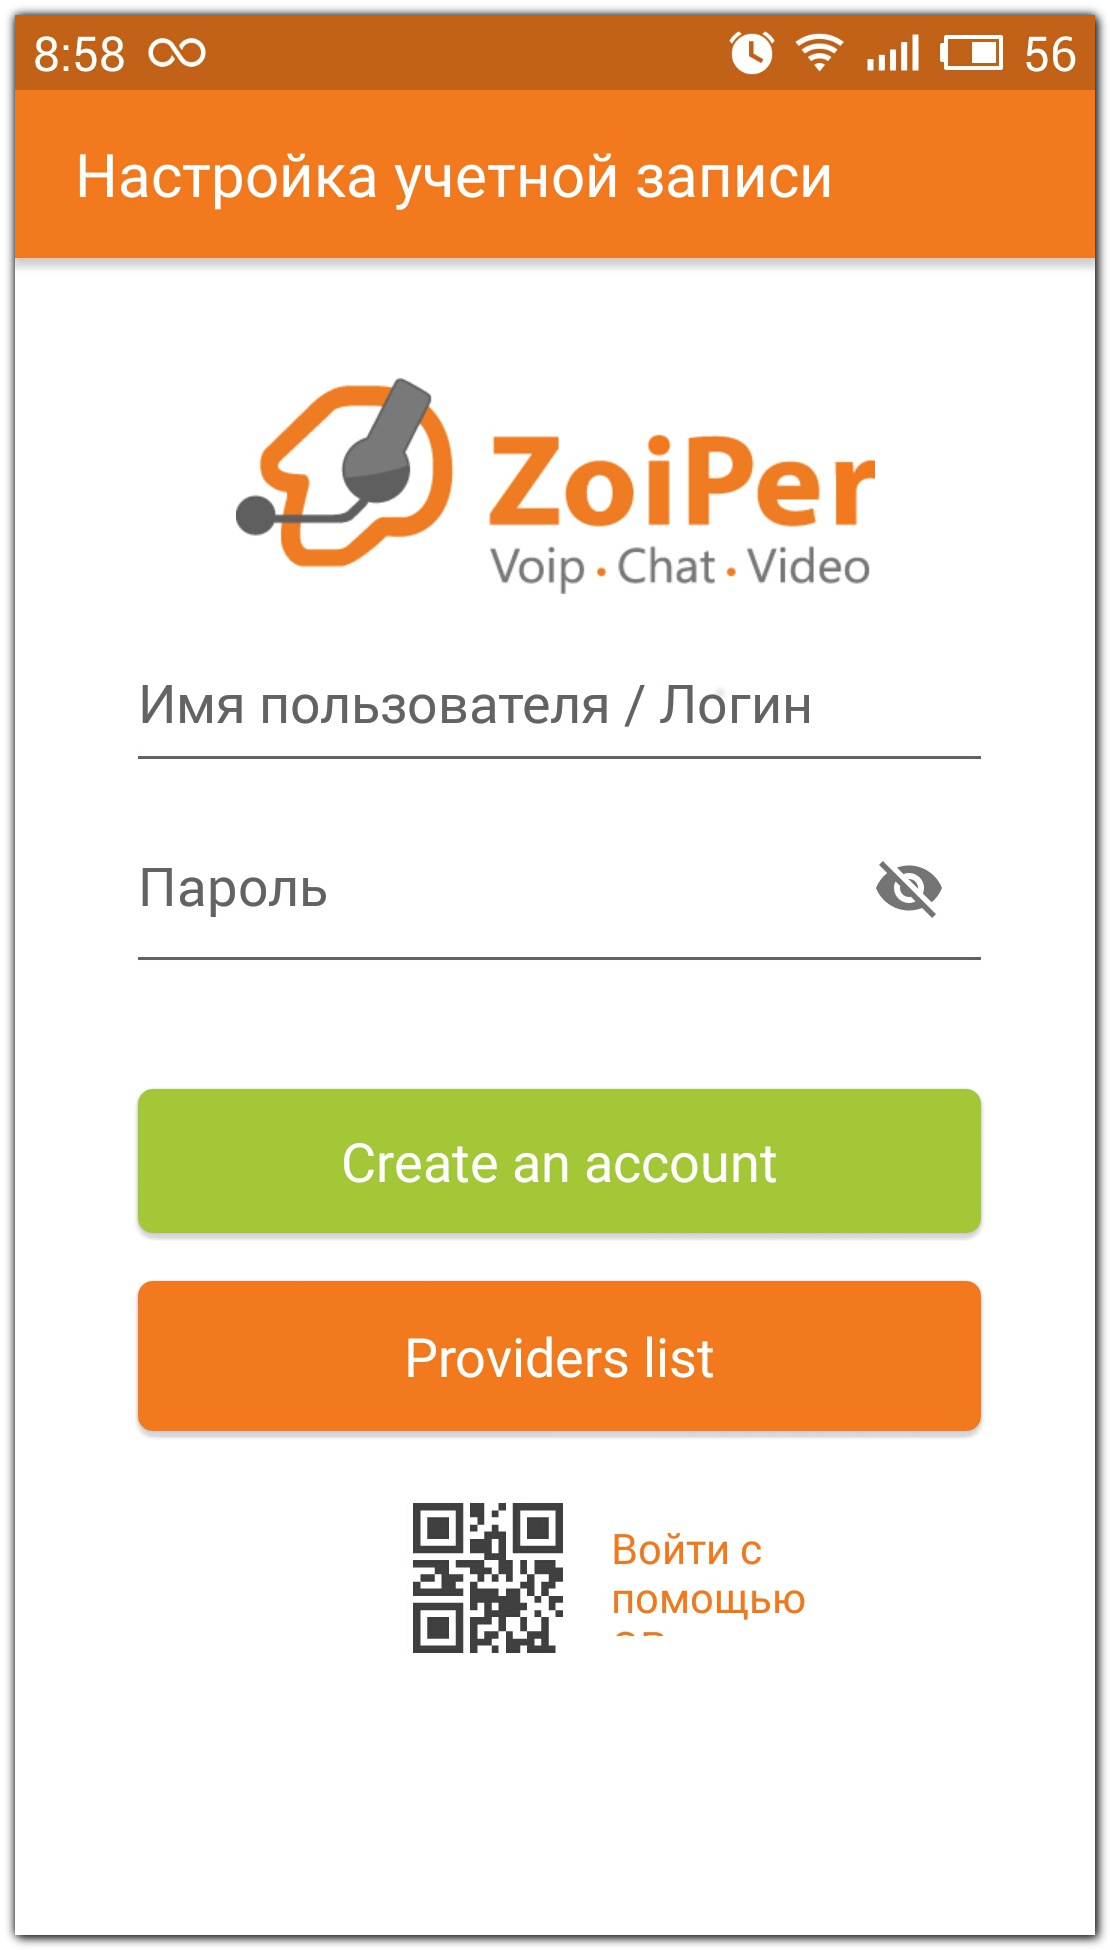 8:58 56
Настройка учетной записи
ZoiPer
Voip · Chat · Video
Имя пользователя / Логин
Пароль
Create an account
Providers list
Войти с
помощью